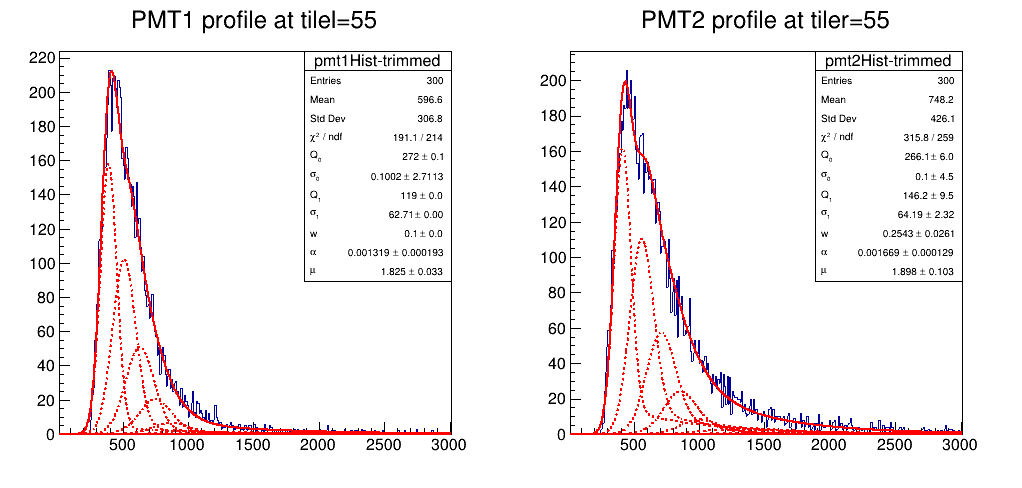 PMT1 profile at tilel=55
pmt1Hist-trimmed
Entries 300
Mean 596.6
Std Dev 306.8
χ² / ndf 191.1 / 214
Q₀ 272 ± 0.1
σ₀ 0.1002 ± 2.7113
Q₁ 119 ± 0.0
σ₁ 62.71 ± 0.00
w 0.1 ± 0.0
α 0.001319 ± 0.000193
μ 1.825 ± 0.033
220
200
180
160
140
120
100
80
60
40
20
0
500 1000 1500 2000 2500 3000
PMT2 profile at tiler=55
pmt2Hist-trimmed
Entries 300
Mean 748.2
Std Dev 426.1
χ² / ndf 315.8 / 259
Q₀ 266.1 ± 6.0
σ₀ 0.1 ± 4.5
Q₁ 146.2 ± 9.5
σ₁ 64.19 ± 2.32
w 0.2543 ± 0.0261
α 0.001669 ± 0.000129
μ 1.898 ± 0.103
200
180
160
140
120
100
80
60
40
20
0
500 1000 1500 2000 2500 3000